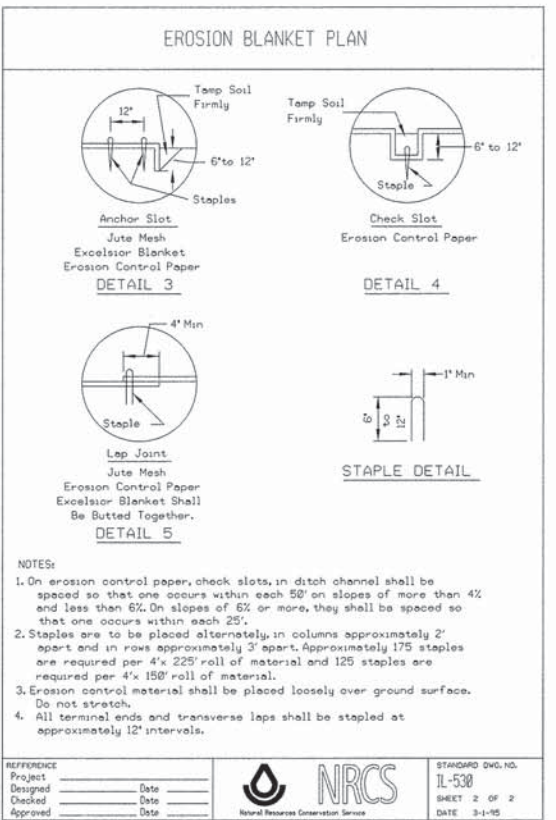 EROSION BLANKET PLAN
12"
Tamp Soil
Firmly
6"to 12"
Staples
Anchor Slot
Jute Mesh
Excelsior Blanket
Erosion Control Paper
DETAIL 3
Tamp Soil
Firmly
6" to 12"
Staple
Check Slot
Erosion Control Paper
DETAIL 4
4" Min
Staple
Lap Joint
Jute Mesh
Erosion Control Paper
Excelsior Blanket Shall
Be Butted Together.
DETAIL 5
1" Min
6"
to
12"
STAPLE DETAIL
NOTES:
1. On erosion control paper, check slots, in ditch channel shall be
spaced so that one occurs within each 50' on slopes of more than 4%
and less than 6%. On slopes of 6% or more, they shall be spaced so
that one occurs within each 25'.
2. Staples are to be placed alternately, in columns approximately 2'
apart and in rows approximately 3' apart. Approximately 175 staples
are required per 4'x 225' roll of material and 125 staples are
required per 4'x 150' roll of material.
3. Erosion control material shall be placed loosely over ground surface.
Do not stretch.
4. All terminal ends and transverse laps shall be stapled at
approximately 12" intervals.
REFFERENCE
Project
Designed Date
Checked Date
Approved Date
NRCS
Natural Resources Conservation Service
STANDARD DWG. NO.
IL-530
SHEET 2 OF 2
DATE 3-1-95